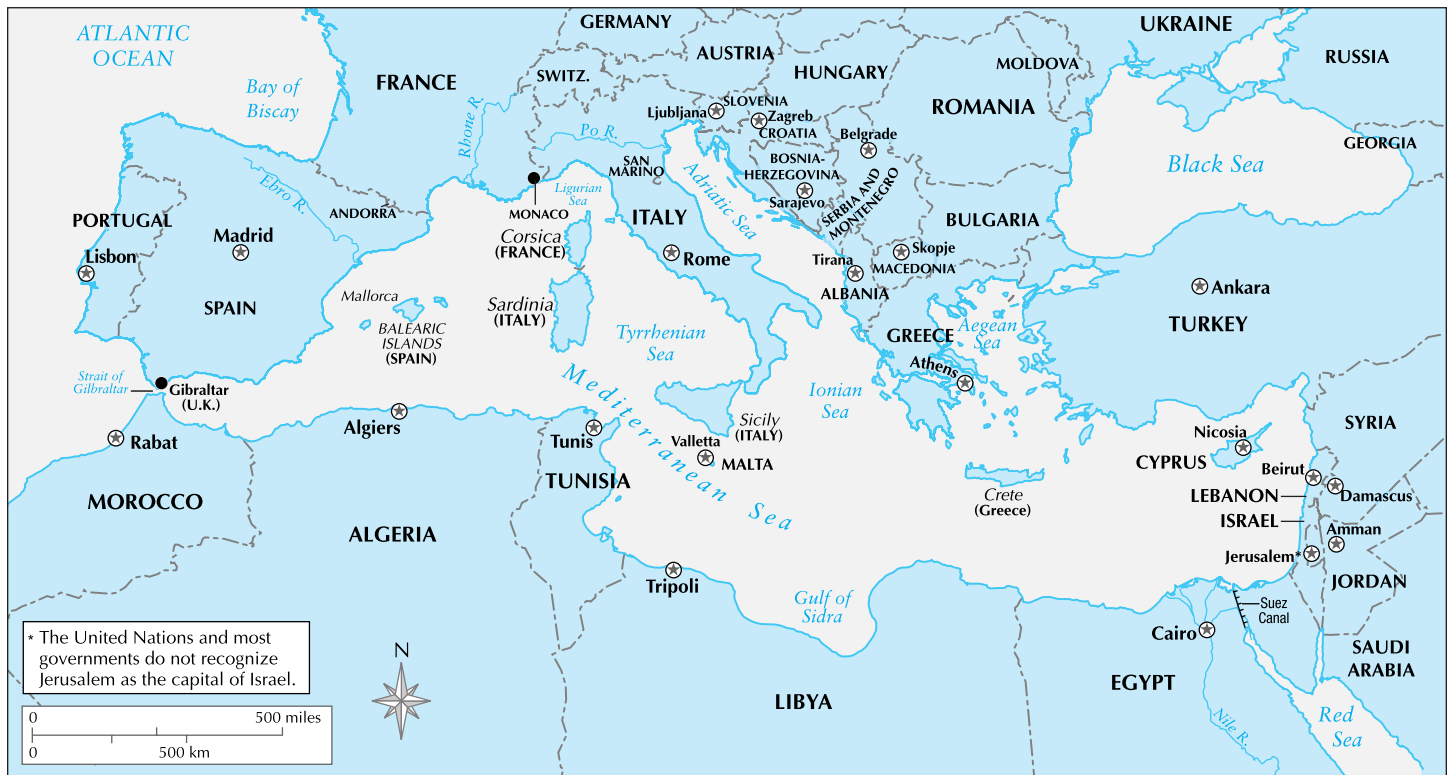 ATLANTIC
OCEAN
Bay of
Biscay
FRANCE
GERMANY
SWITZ.
AUSTRIA
HUNGARY
MOLDOVA
UKRAINE
RUSSIA
ROMANIA
GEORGIA
Black Sea
Rhone R.
Po R.
Ljubljana
SLOVENIA
Zagreb
CROATIA
Belgrade
BOSNIA-
HERZEGOVINA
Sarajevo
SERBIA AND
MONTENEGRO
BULGARIA
SAN
MARINO
Adriatic Sea
Ligurian
Sea
MONACO
ITALY
Corsica
(FRANCE)
Rome
Skopje
MACEDONIA
Tirana
ALBANIA
Ebro R.
ANDORRA
PORTUGAL
Lisbon
Madrid
SPAIN
Mallorca
BALEARIC
ISLANDS
(SPAIN)
Sardinia
(ITALY)
Tyrrhenian
Sea
GREECE
Aegean
Sea
Athens
Ankara
TURKEY
Strait of
Gilbraltar
Gibraltar
(U.K.)
Rabat
Algiers
Tunis
Mediterranean Sea
Ionian
Sea
Sicily
(ITALY)
Valletta
MALTA
Crete
(Greece)
Nicosia
CYPRUS
SYRIA
Beirut
LEBANON
Damascus
ISRAEL
Amman
Jerusalem*
JORDAN
MOROCCO
ALGERIA
TUNISIA
Tripoli
Gulf of
Sidra
LIBYA
Suez
Canal
Cairo
EGYPT
SAUDI
ARABIA
Nile R.
Red
Sea
* The United Nations and most
governments do not recognize
Jerusalem as the capital of Israel.
N
0 500 miles
0 500 km